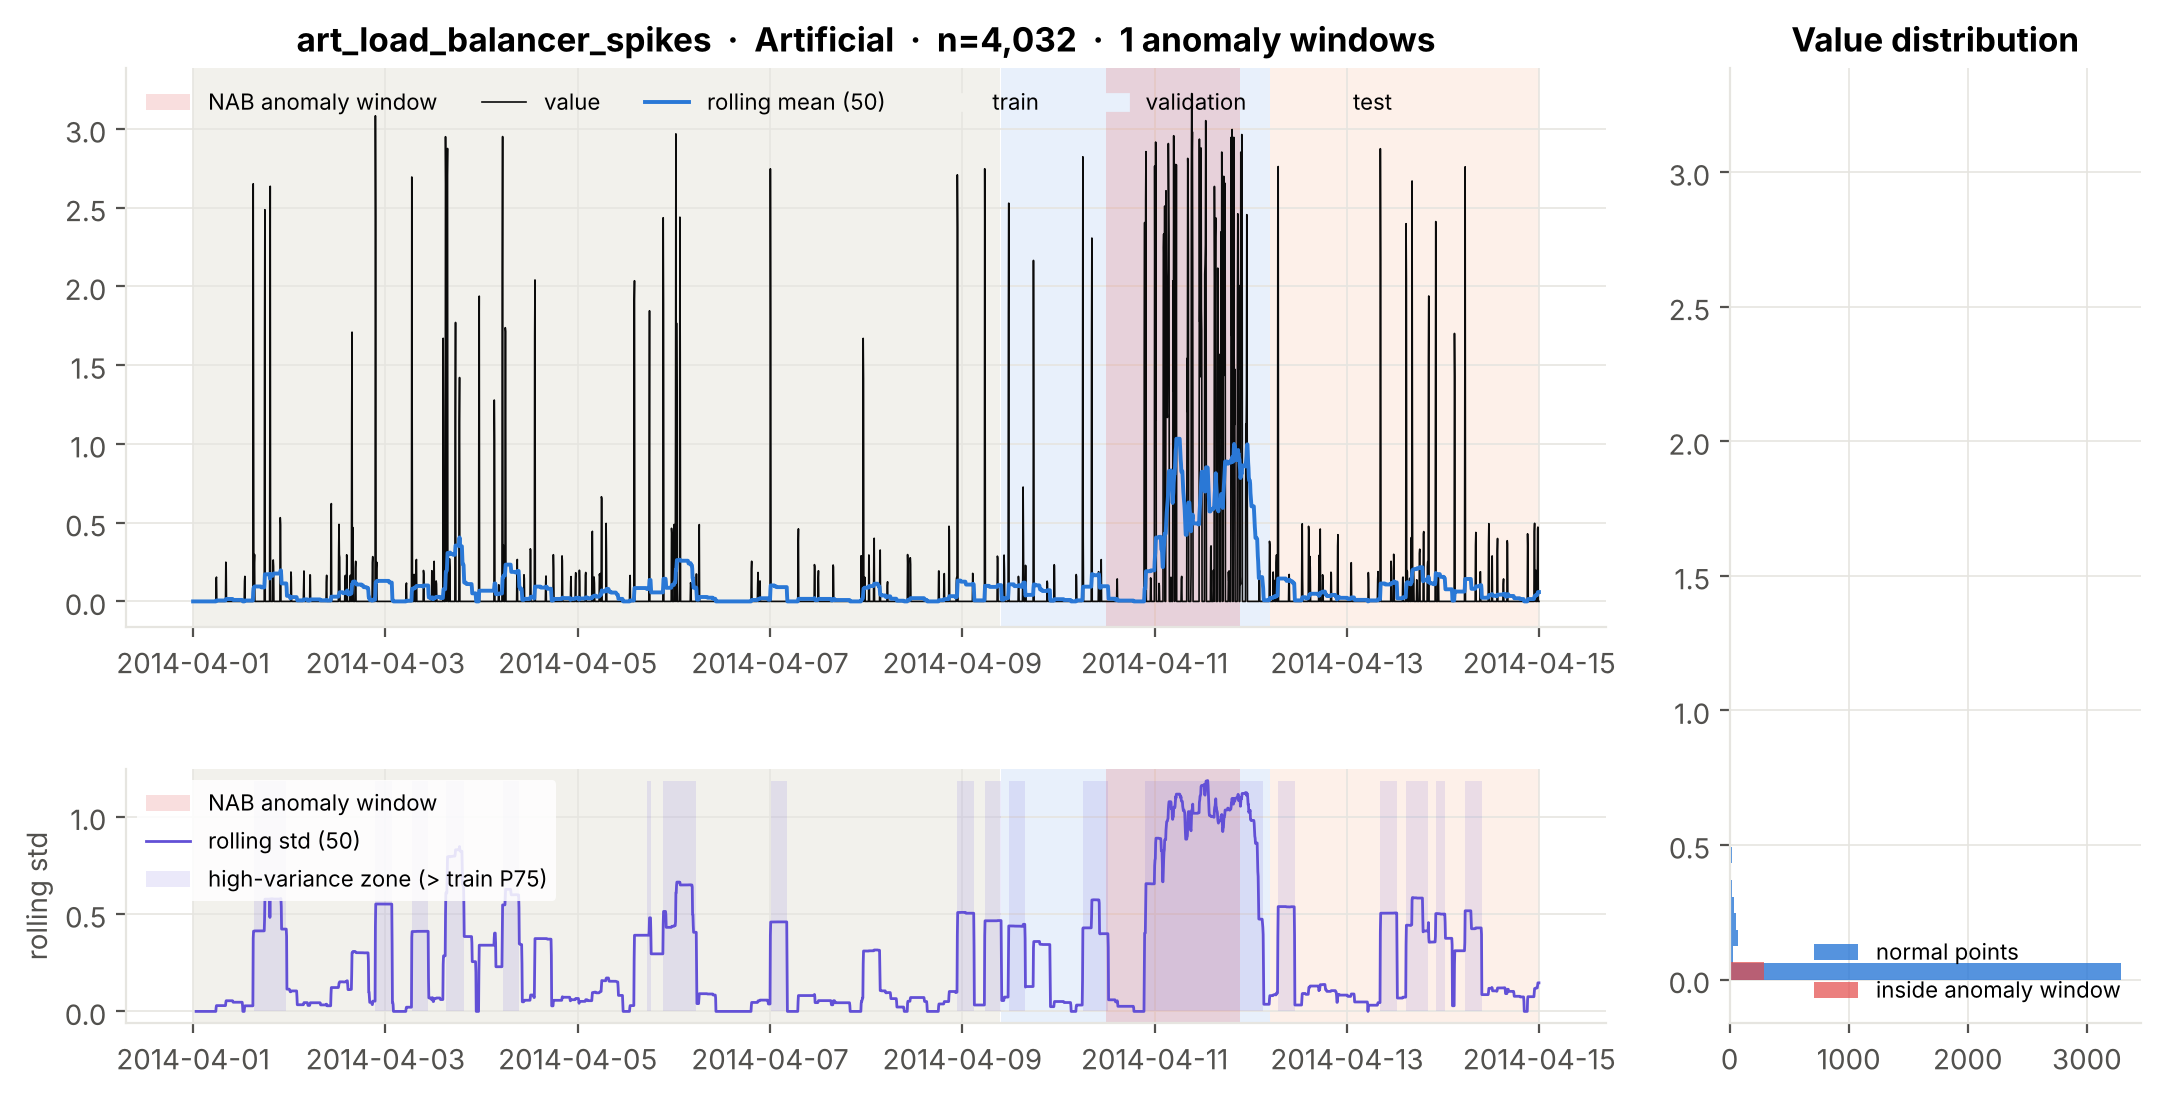 art_load_balancer_spikes · Artificial · n=4,032 · 1 anomaly windows
NAB anomaly window value rolling mean (50) train validation test
3.0
2.5
2.0
1.5
1.0
0.5
0.0
2014-04-01 2014-04-03 2014-04-05 2014-04-07 2014-04-09 2014-04-11 2014-04-13 2014-04-15
rolling std
NAB anomaly window
rolling std (50)
high-variance zone (> train P75)
1.0
0.5
0.0
2014-04-01 2014-04-03 2014-04-05 2014-04-07 2014-04-09 2014-04-11 2014-04-13 2014-04-15
Value distribution
3.0
2.5
2.0
1.5
1.0
0.5
0.0
normal points
inside anomaly window
0 1000 2000 3000